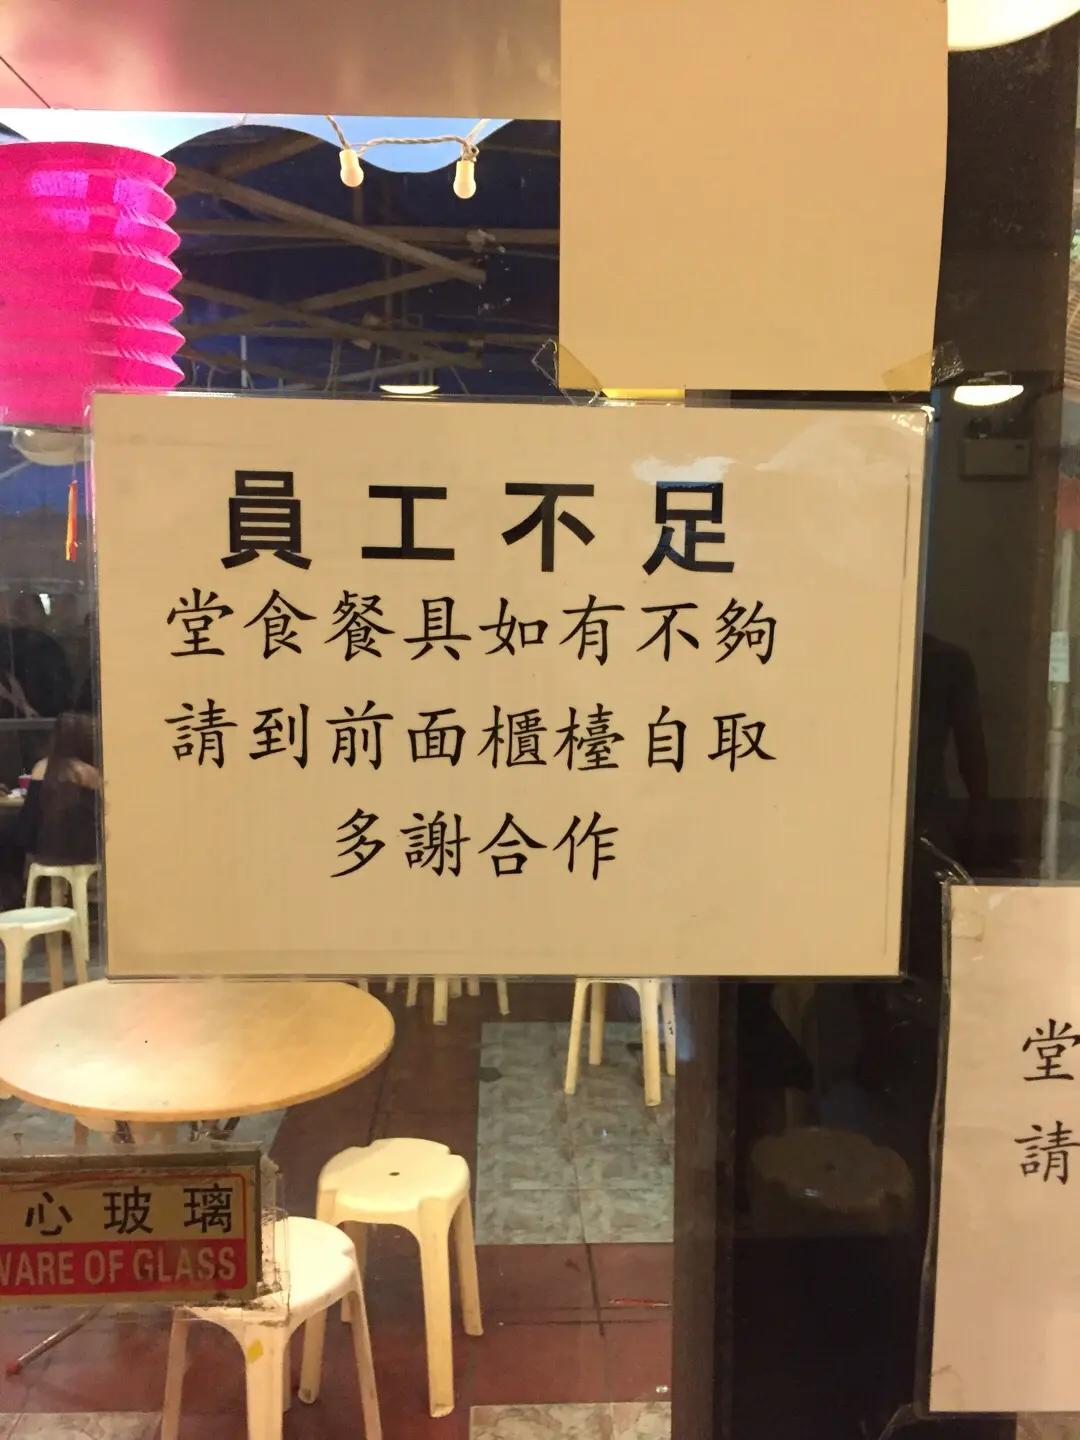 員工不足
堂食餐具如有不夠
請到前面櫃檯自取
多謝合作
心玻璃
WARE OF GLASS
堂
請